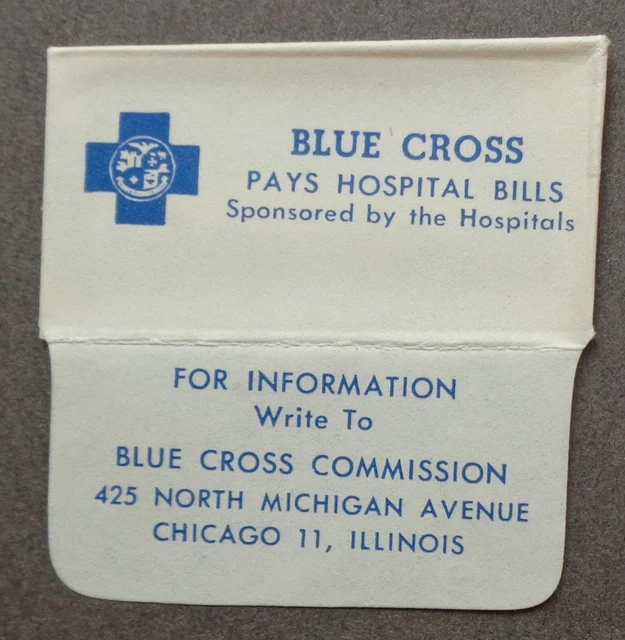 BLUE CROSS
PAYS HOSPITAL BILLS
Sponsored by the Hospitals
FOR INFORMATION
Write To
BLUE CROSS COMMISSION
425 NORTH MICHIGAN AVENUE
CHICAGO 11, ILLINOIS